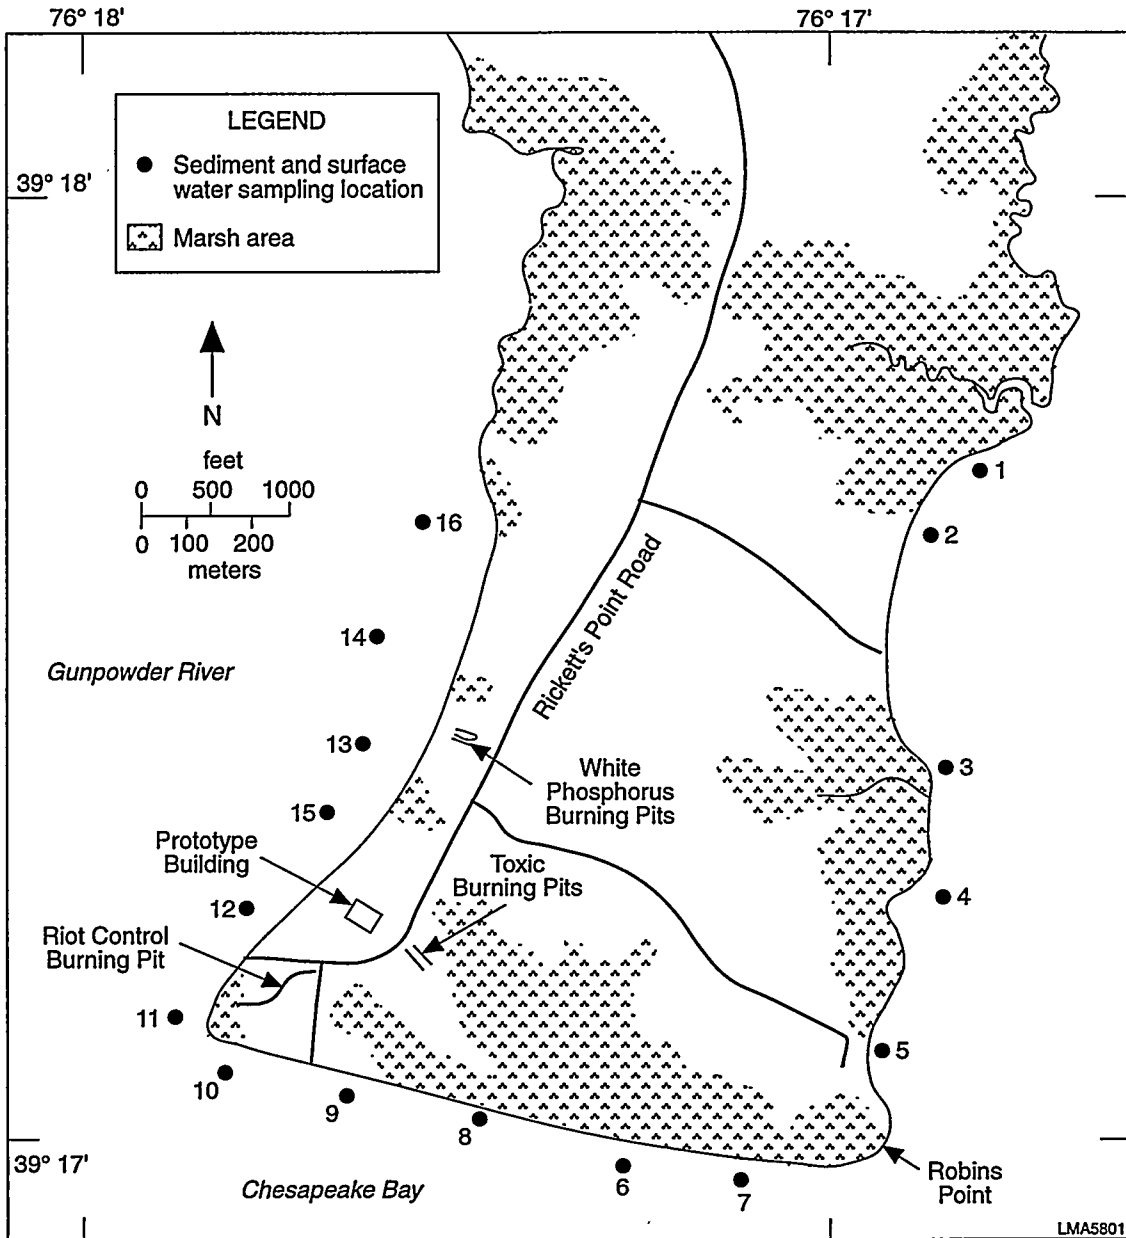 76° 18'
76° 17'
LEGEND
Sediment and surface
water sampling location
Marsh area
39° 18'
N
feet
0 500 1000
0 100 200
meters
1
2
16
Rickett's Point Road
14
Gunpowder River
13
White
Phosphorus
Burning Pits
3
15
Prototype
Building
Toxic
Burning Pits
4
12
Riot Control
Burning Pit
11
5
10
9
8
39° 17'
6
7
Robins
Point
Chesapeake Bay
LMA5801